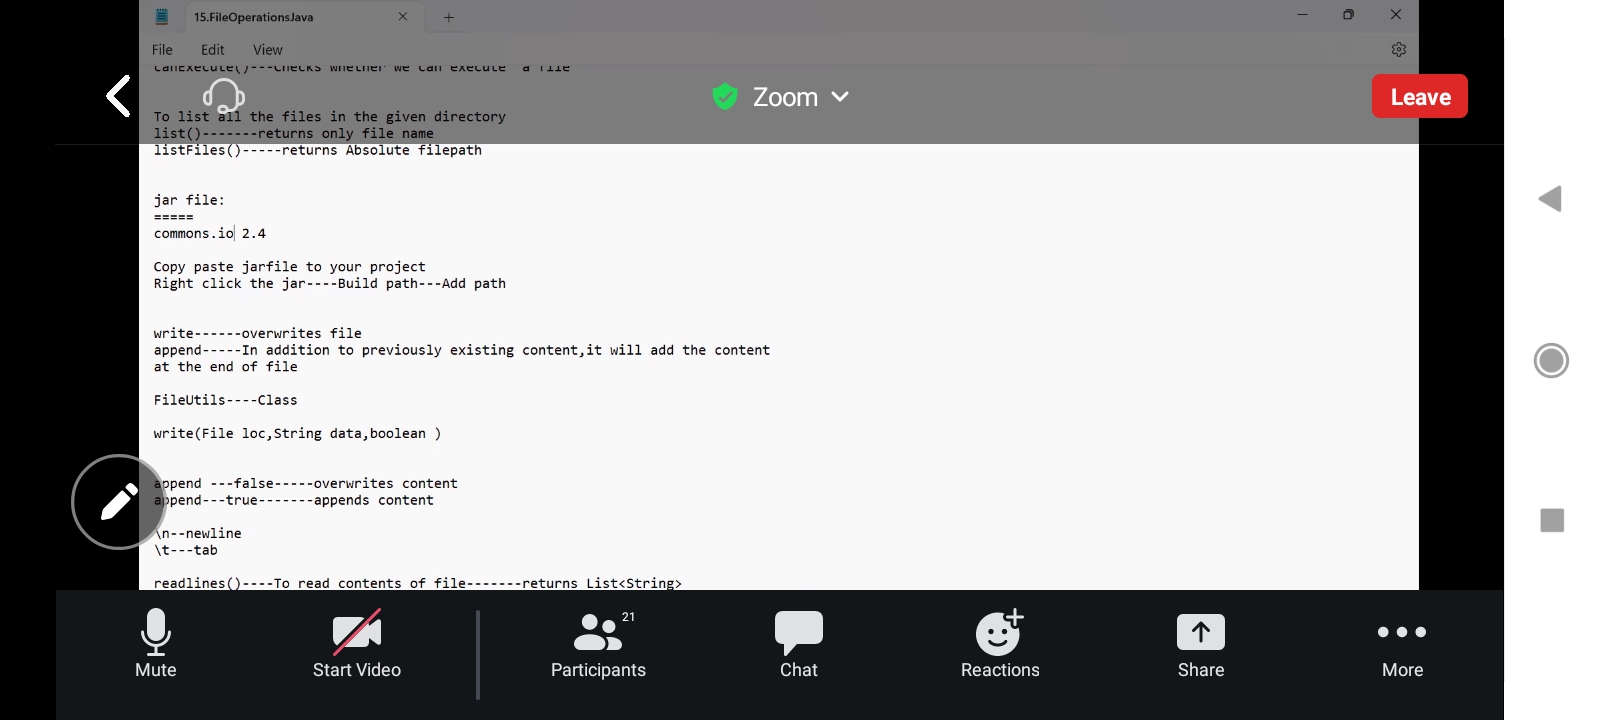 15.FileOperationsJava
File Edit View
canExecute()---Checks whether we can execute a file
Zoom
Leave
To list all the files in the given directory
list()-------returns only file name
listFiles()-----returns Absolute filepath
jar file:
=====
commons.io 2.4
Copy paste jarfile to your project
Right click the jar----Build path---Add path
write------overwrites file
append-----In addition to previously existing content,it will add the content
at the end of file
FileUtils----Class
write(File loc,String data,boolean )
append ---false-----overwrites content
append---true-------appends content
\n--newline
\t---tab
readlines()----To read contents of file-------returns List<String>
21
Mute Start Video Participants Chat Reactions Share More